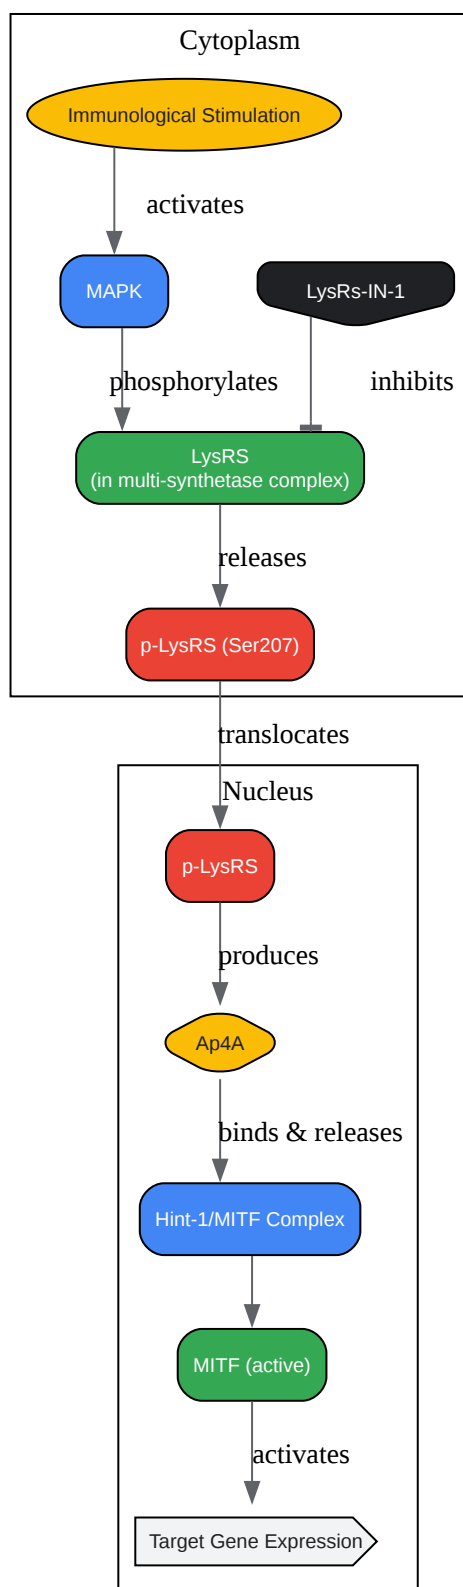 Cytoplasm
Immunological Stimulation
activates
MAPK
LysRs-IN-1
phosphorylates
inhibits
LysRS
(in multi-synthetase complex)
releases
p-LysRS (Ser207)
translocates
Nucleus
p-LysRS
produces
Ap4A
binds & releases
Hint-1/MITF Complex
MITF (active)
activates
Target Gene Expression